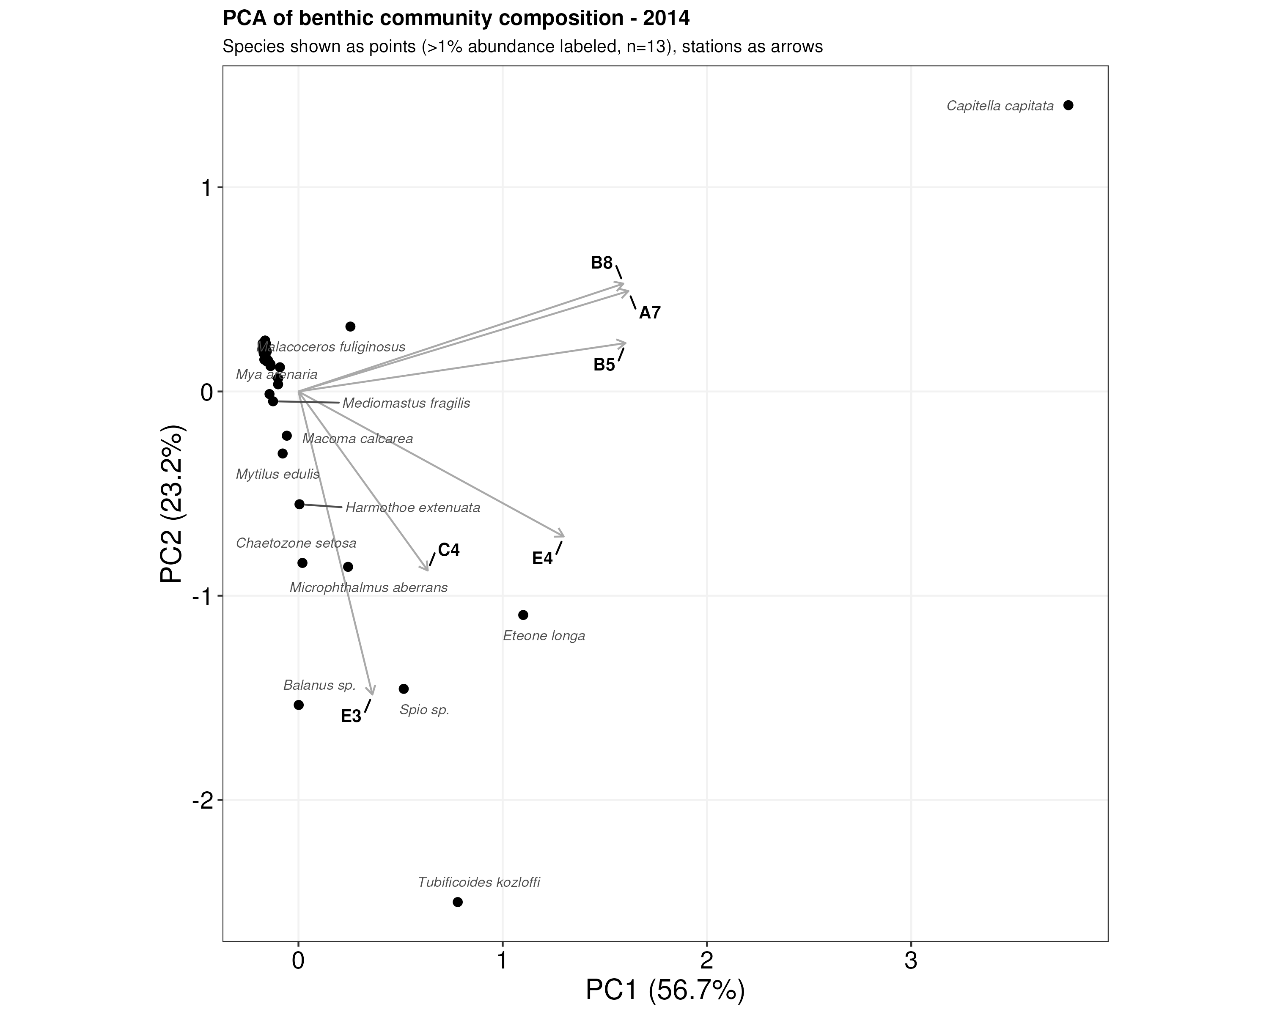 PCA of benthic community composition - 2014
Species shown as points (>1% abundance labeled, n=13), stations as arrows
Capitella capitata
1
B8
A7
Malacoceros fuliginosus
B5
Mya arenaria
0
Mediomastus fragilis
Macoma calcarea
Mytilus edulis
Harmothoe extenuata
PC2 (23.2%)
Chaetozone setosa
C4
E4
Microphthalmus aberrans
-1
Eteone longa
Balanus sp.
Spio sp.
E3
-2
Tubificoides kozloffi
0
1
2
3
PC1 (56.7%)